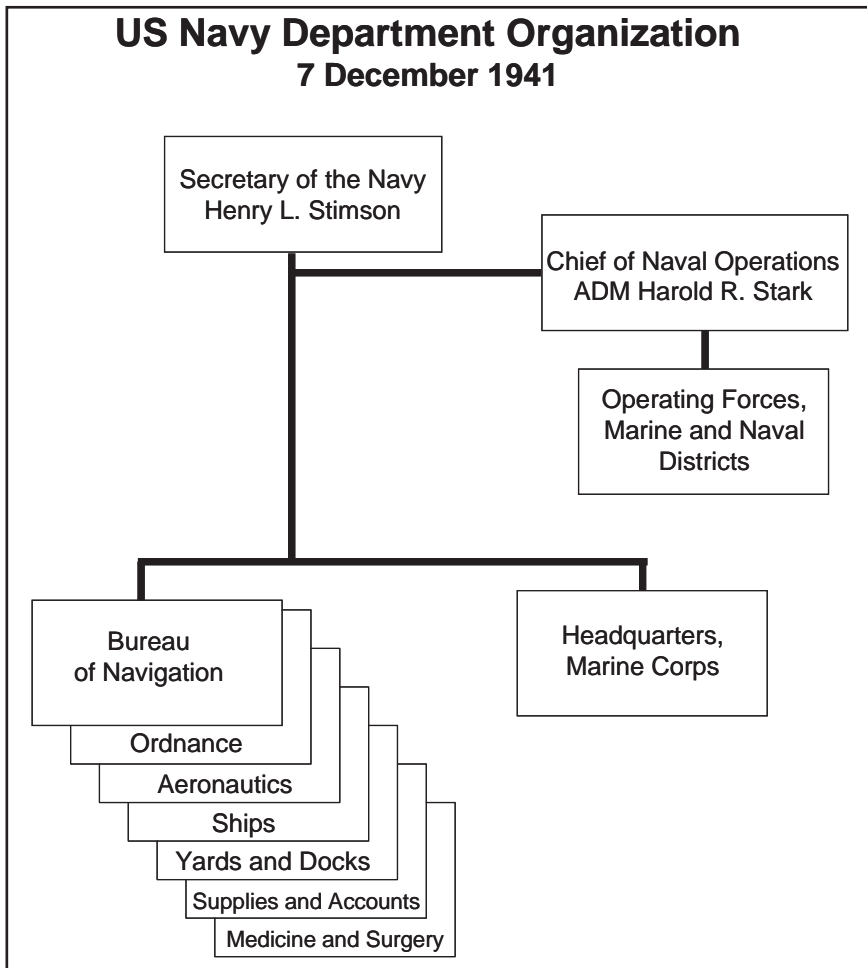 US Navy Department Organization
7 December 1941
Secretary of the Navy
Henry L. Stimson
Chief of Naval Operations
ADM Harold R. Stark
Operating Forces,
Marine and Naval
Districts
Bureau
of Navigation
Ordnance
Aeronautics
Ships
Yards and Docks
Supplies and Accounts
Medicine and Surgery
Headquarters,
Marine Corps